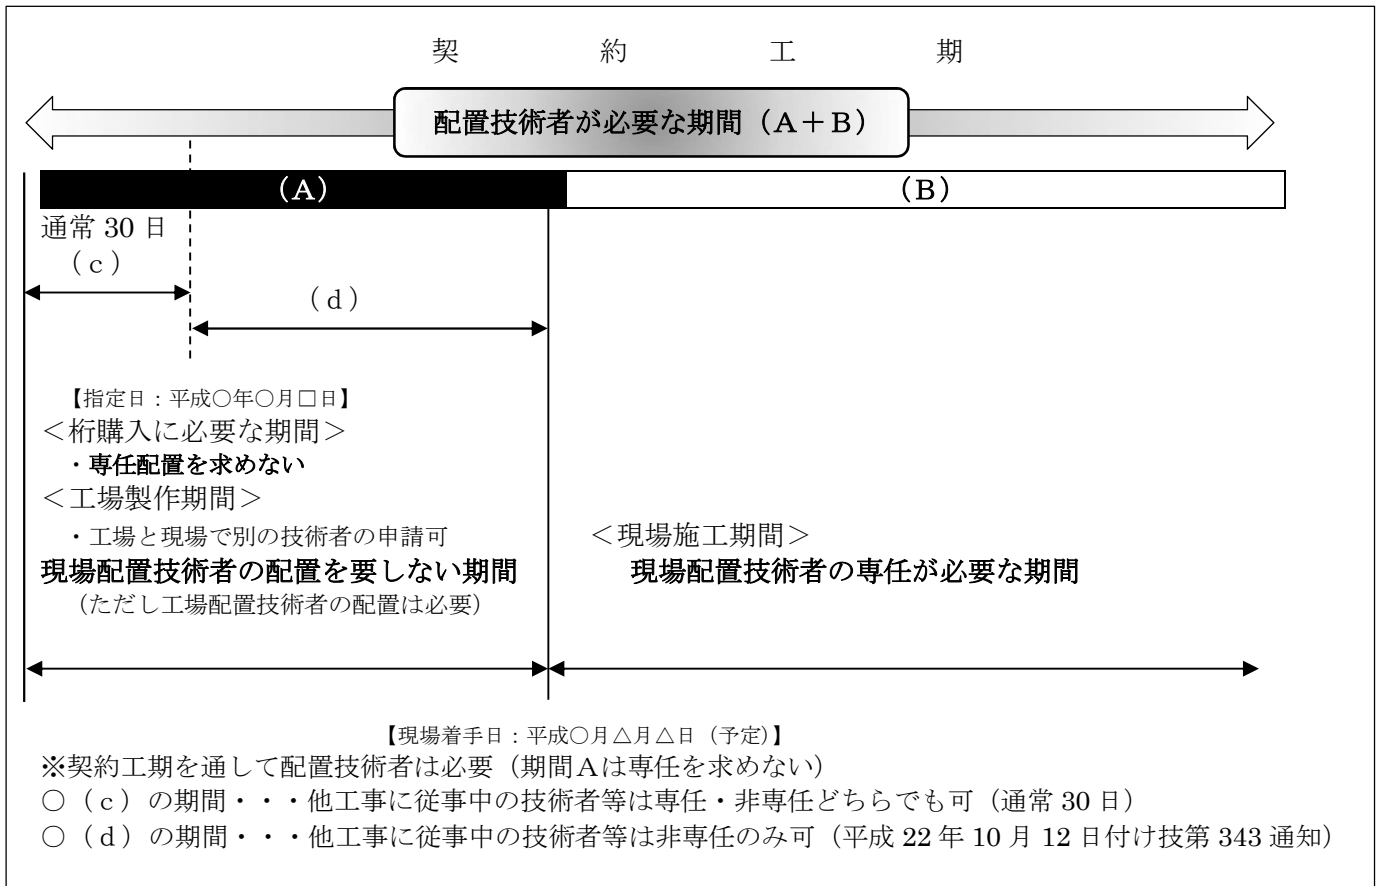 契約工期
配置技術者が必要な期間（A＋B）
（A）
（B）
通常 30 日
（ｃ）
（ｄ）
【指定日：平成○年○月□日】
＜桁購入に必要な期間＞
・専任配置を求めない
＜工場製作期間＞
・工場と現場で別の技術者の申請可
＜現場施工期間＞
現場配置技術者の配置を要しない期間
現場配置技術者の専任が必要な期間
（ただし工場配置技術者の配置は必要）
【現場着手日：平成○月△月△日（予定）】
※契約工期を通して配置技術者は必要（期間Ａは専任を求めない）
○（ｃ）の期間・・・他工事に従事中の技術者等は専任・非専任どちらでも可（通常 30 日）
○（ｄ）の期間・・・他工事に従事中の技術者等は非専任のみ可（平成 22 年 10 月 12 日付け技第 343 通知）